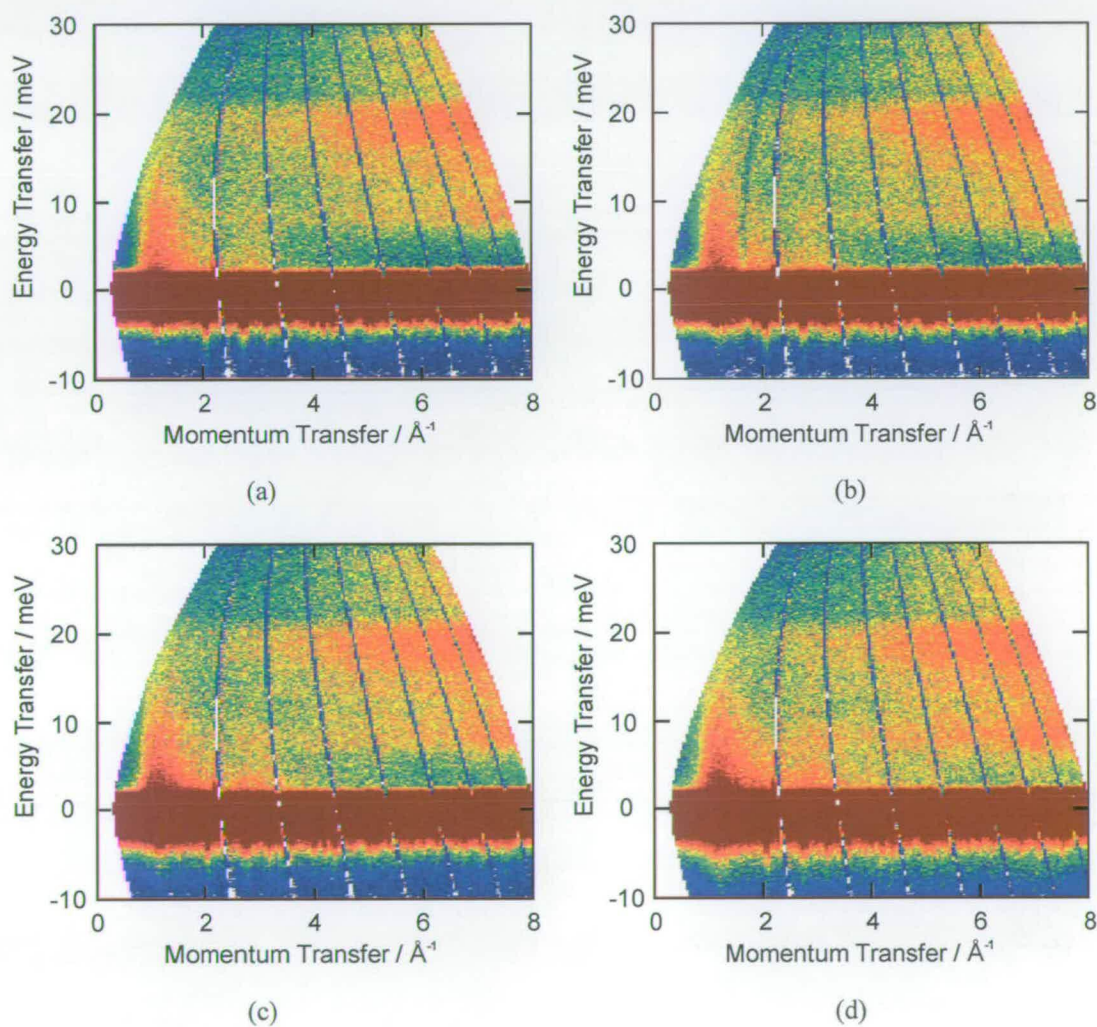 30
20
10
0
-10
Energy Transfer / meV
0 2 4 6 8
Momentum Transfer / Å⁻¹
(a)
30
20
10
0
-10
Energy Transfer / meV
0 2 4 6 8
Momentum Transfer / Å⁻¹
(b)
30
20
10
0
-10
Energy Transfer / meV
0 2 4 6 8
Momentum Transfer / Å⁻¹
(c)
30
20
10
0
-10
Energy Transfer / meV
0 2 4 6 8
Momentum Transfer / Å⁻¹
(d)